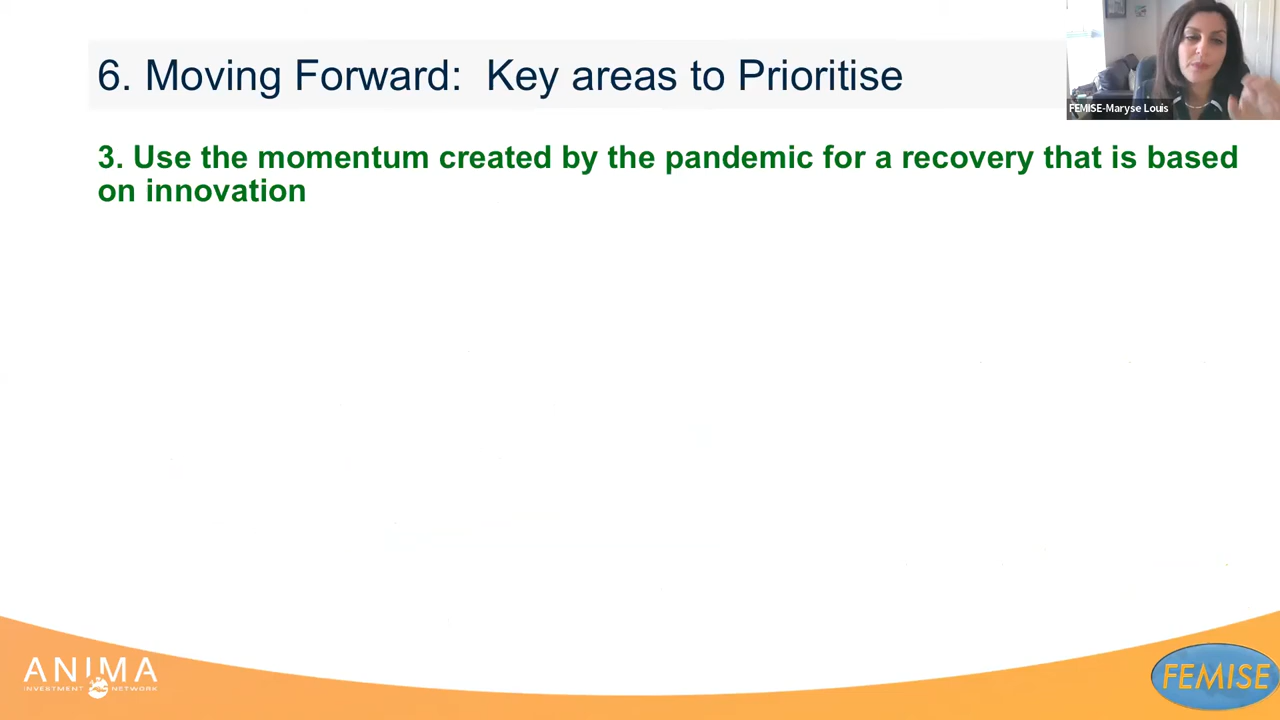 6. Moving Forward:  Key areas to Prioritise
FEMISE-Maryse Louis
3. Use the momentum created by the pandemic for a recovery that is based
on innovation
ANIMA
INVESTMENT NETWORK
FEMISE